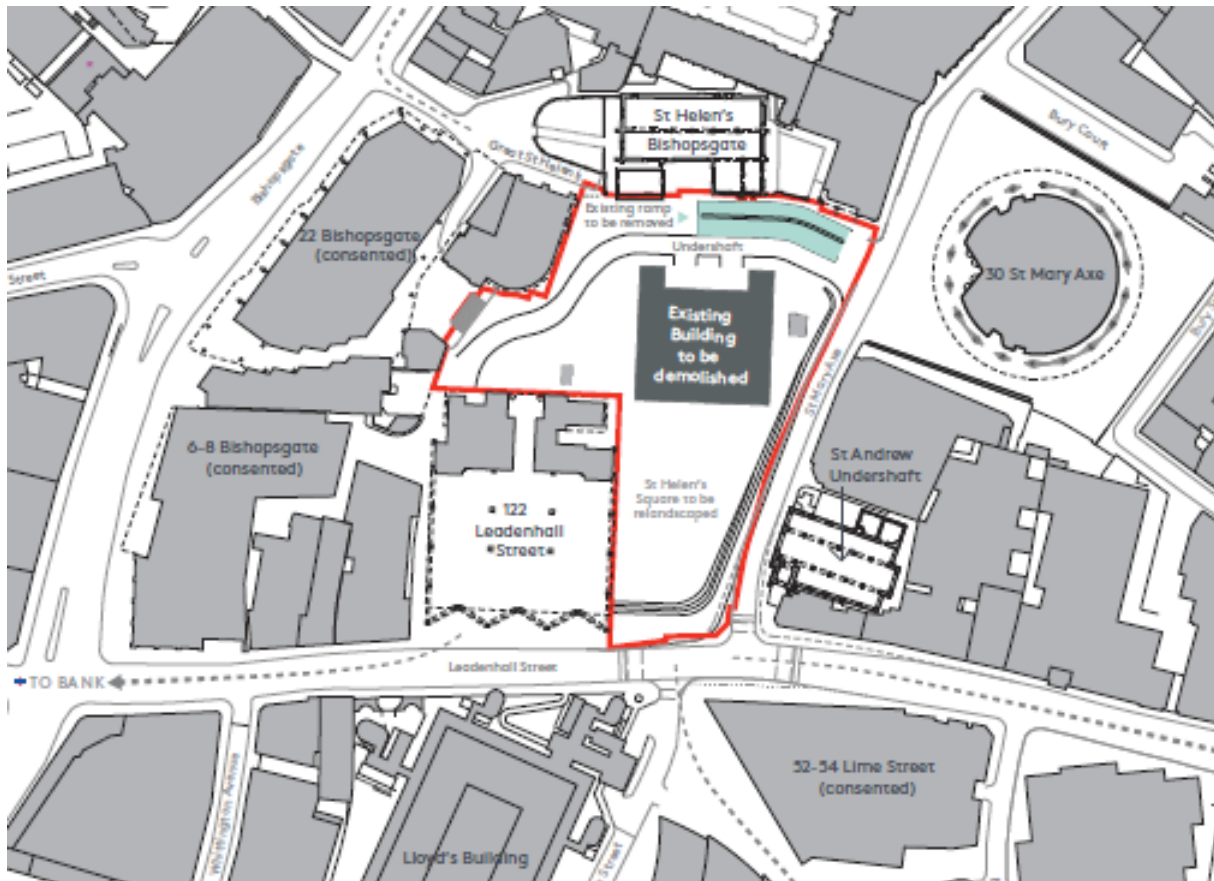 St Helen's
Bishopsgate
Bury Court
Bishopsgate
Great St Helen's
Existing ramp
to be removed
Undershaft
22 Bishopsgate
(consented)
30 St Mary Axe
Street
Existing
Building
to be
demolished
St Mary Axe
6-8 Bishopsgate
(consented)
St Andrew
Undershaft
St Helen's
Square to be
relandscaped
122
Leadenhall
Street
Leadenhall Street
TO BANK
52-54 Lime Street
(consented)
Whittington Avenue
Lloyd's Building
Street